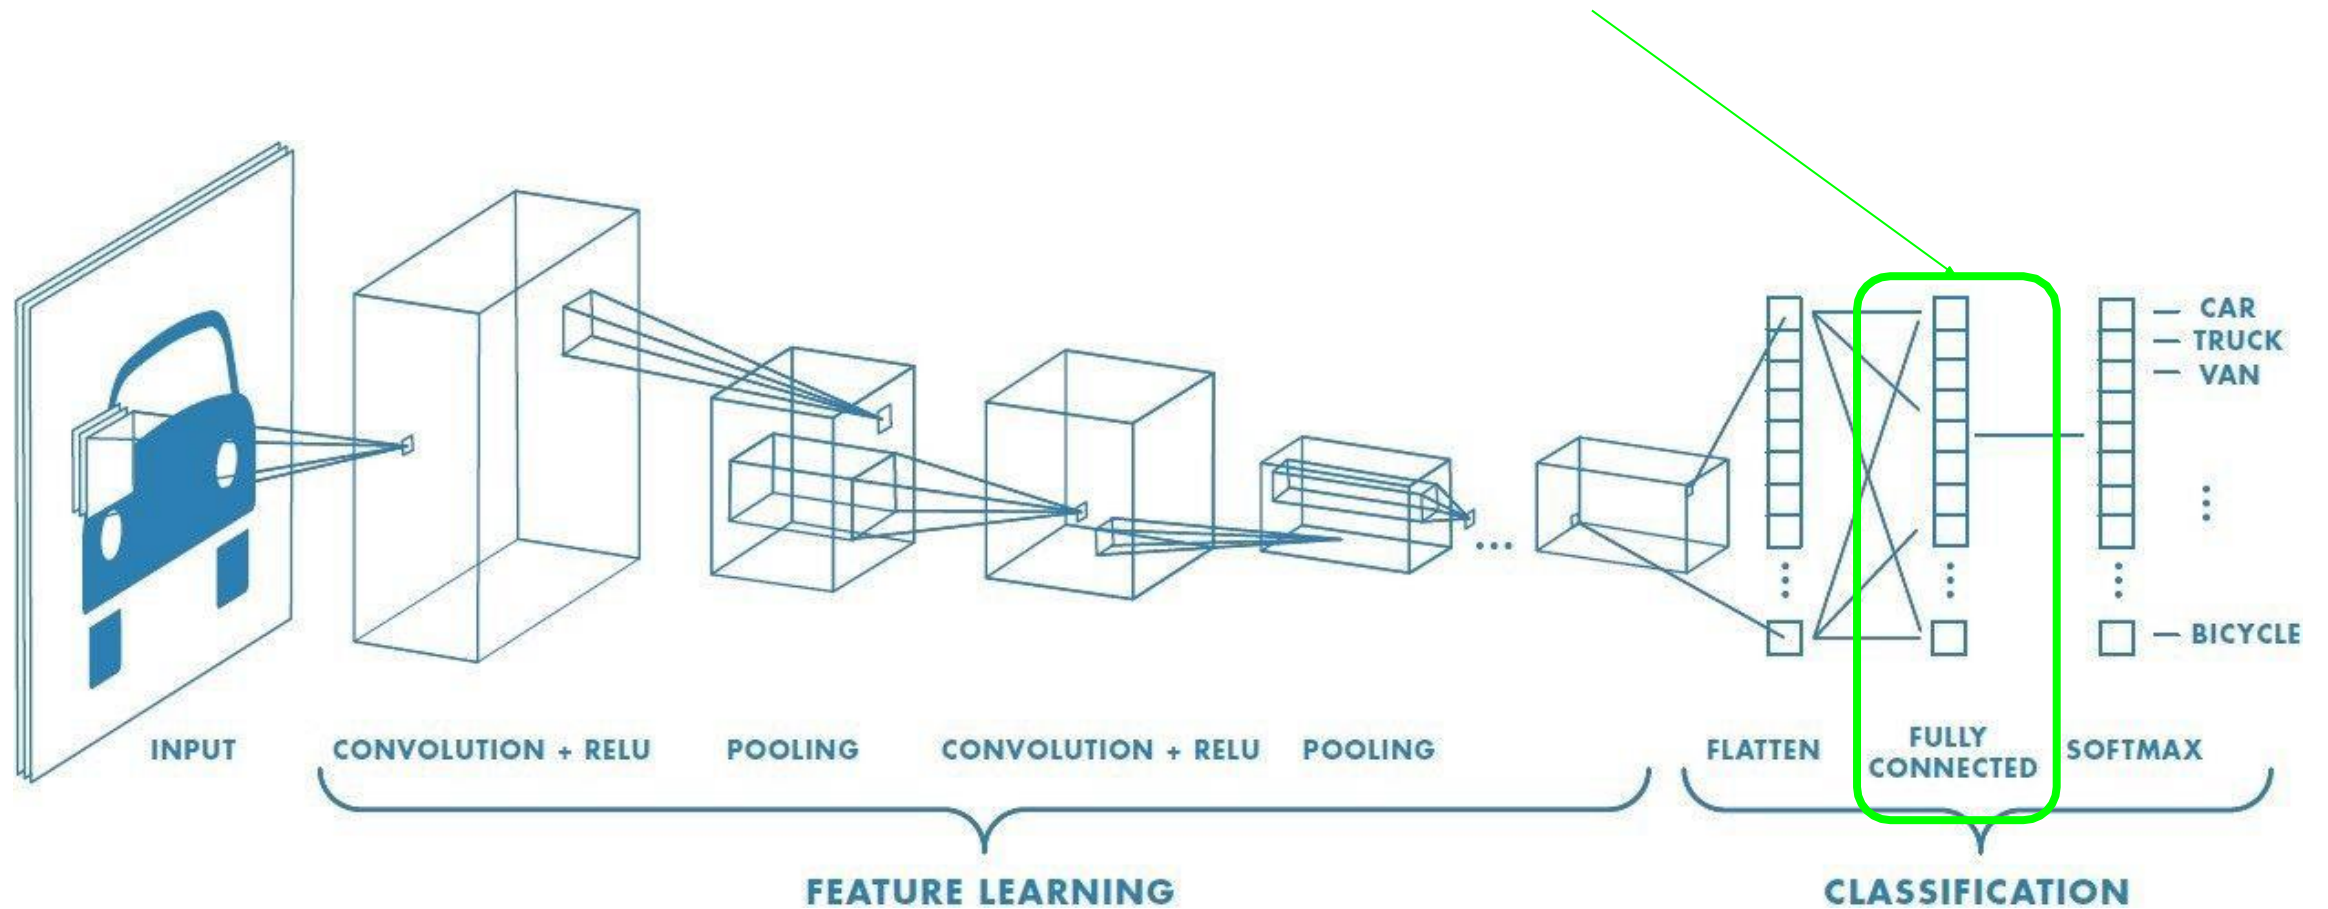 CAR
TRUCK
VAN
BICYCLE
INPUT
CONVOLUTION + RELU
POOLING
CONVOLUTION + RELU
POOLING
FLATTEN
FULLY
CONNECTED
SOFTMAX
FEATURE LEARNING
CLASSIFICATION